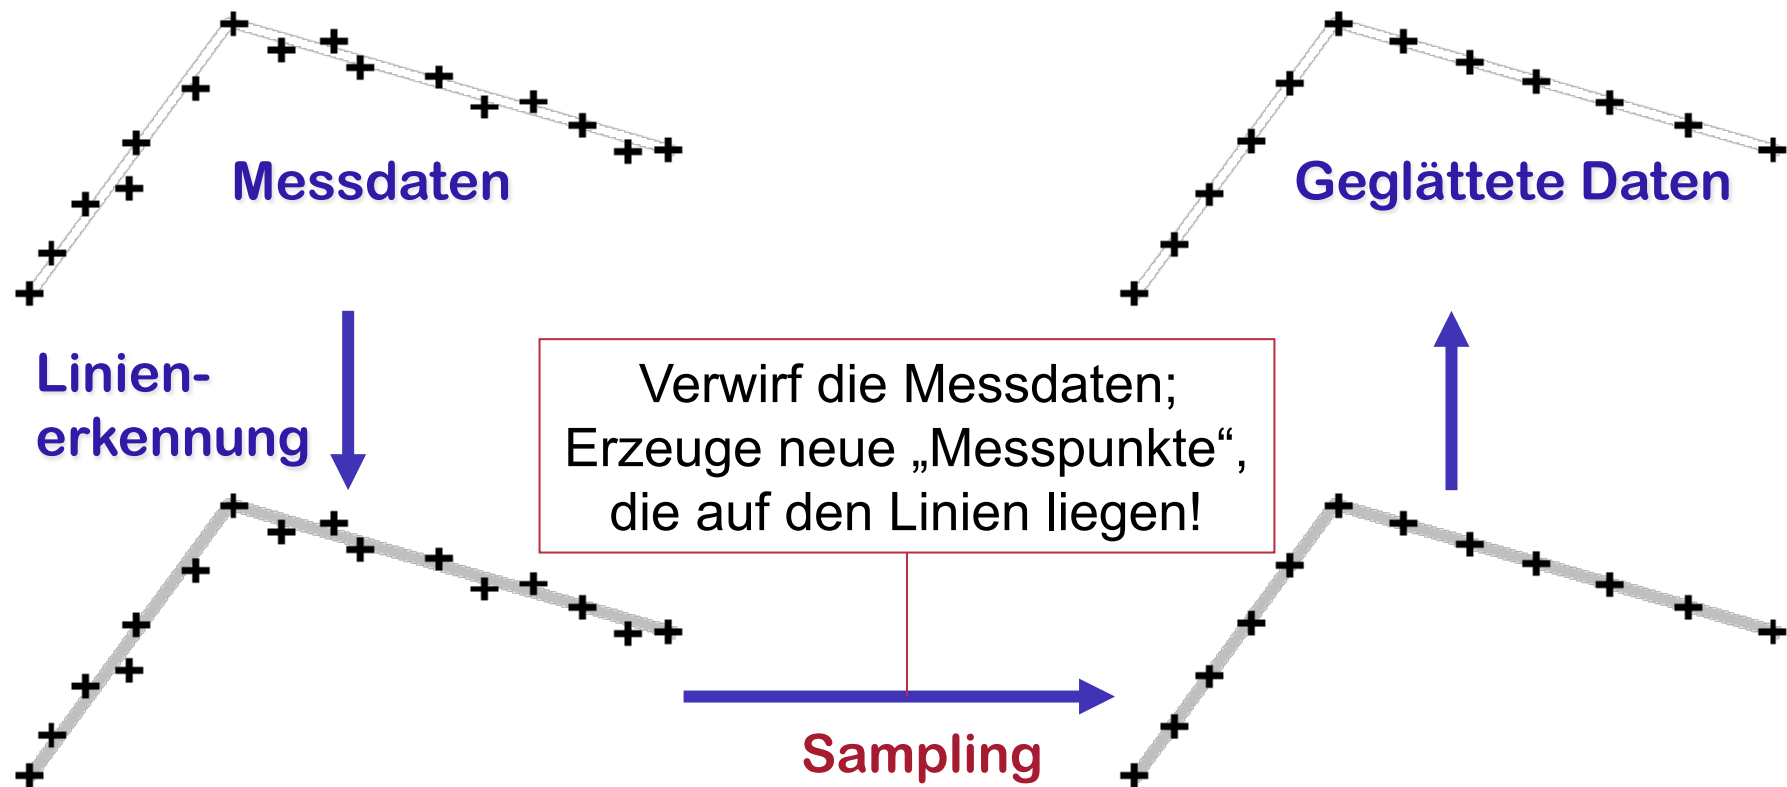 Messdaten
Geglättete Daten
Linien-
erkennung
Verwirf die Messdaten;
Erzeuge neue „Messpunkte“,
die auf den Linien liegen!
Sampling